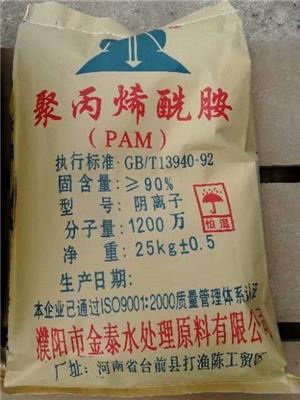 聚丙烯酰胺
(PAM)
执行标准:GB/T13940-92
固含量:≥90%
型 号:阴离子
分子量:1200万
净 重:25kg±0.5
怕湿
生产日期:
本企业已通过ISO9001:2000质量管理体系认证
濮阳市金泰水处理原料有限公司
厂址:河南省台前县打渔陈工贸